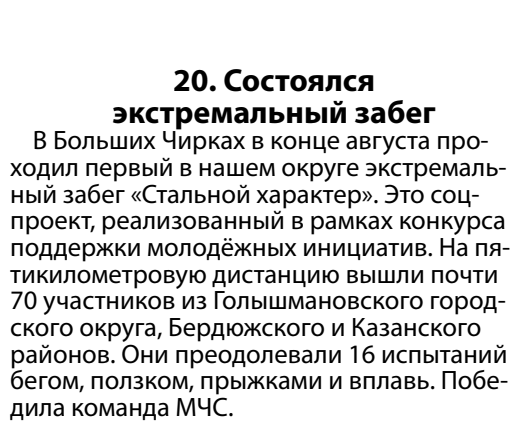 20. Состоялся
экстремальный забег
В Больших Чирках в конце августа про-
ходил первый в нашем округе экстремаль-
ный забег «Стальной характер». Это соц-
проект, реализованный в рамках конкурса
поддержки молодёжных инициатив. На пя-
тикилометровую дистанцию вышли почти
70 участников из Голышмановского город-
ского округа, Бердюжского и Казанского
районов. Они преодолевали 16 испытаний
бегом, ползком, прыжками и вплавь. Побе-
дила команда МЧС.